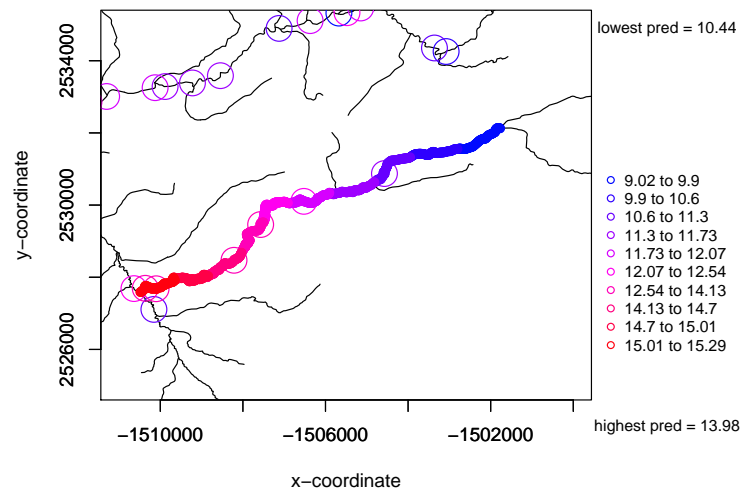 lowest pred = 10.44
2534000
2530000
2526000
y−coordinate
9.02 to 9.9
9.9 to 10.6
10.6 to 11.3
11.3 to 11.73
11.73 to 12.07
12.07 to 12.54
12.54 to 14.13
14.13 to 14.7
14.7 to 15.01
15.01 to 15.29
highest pred = 13.98
−1510000
−1506000
−1502000
x−coordinate